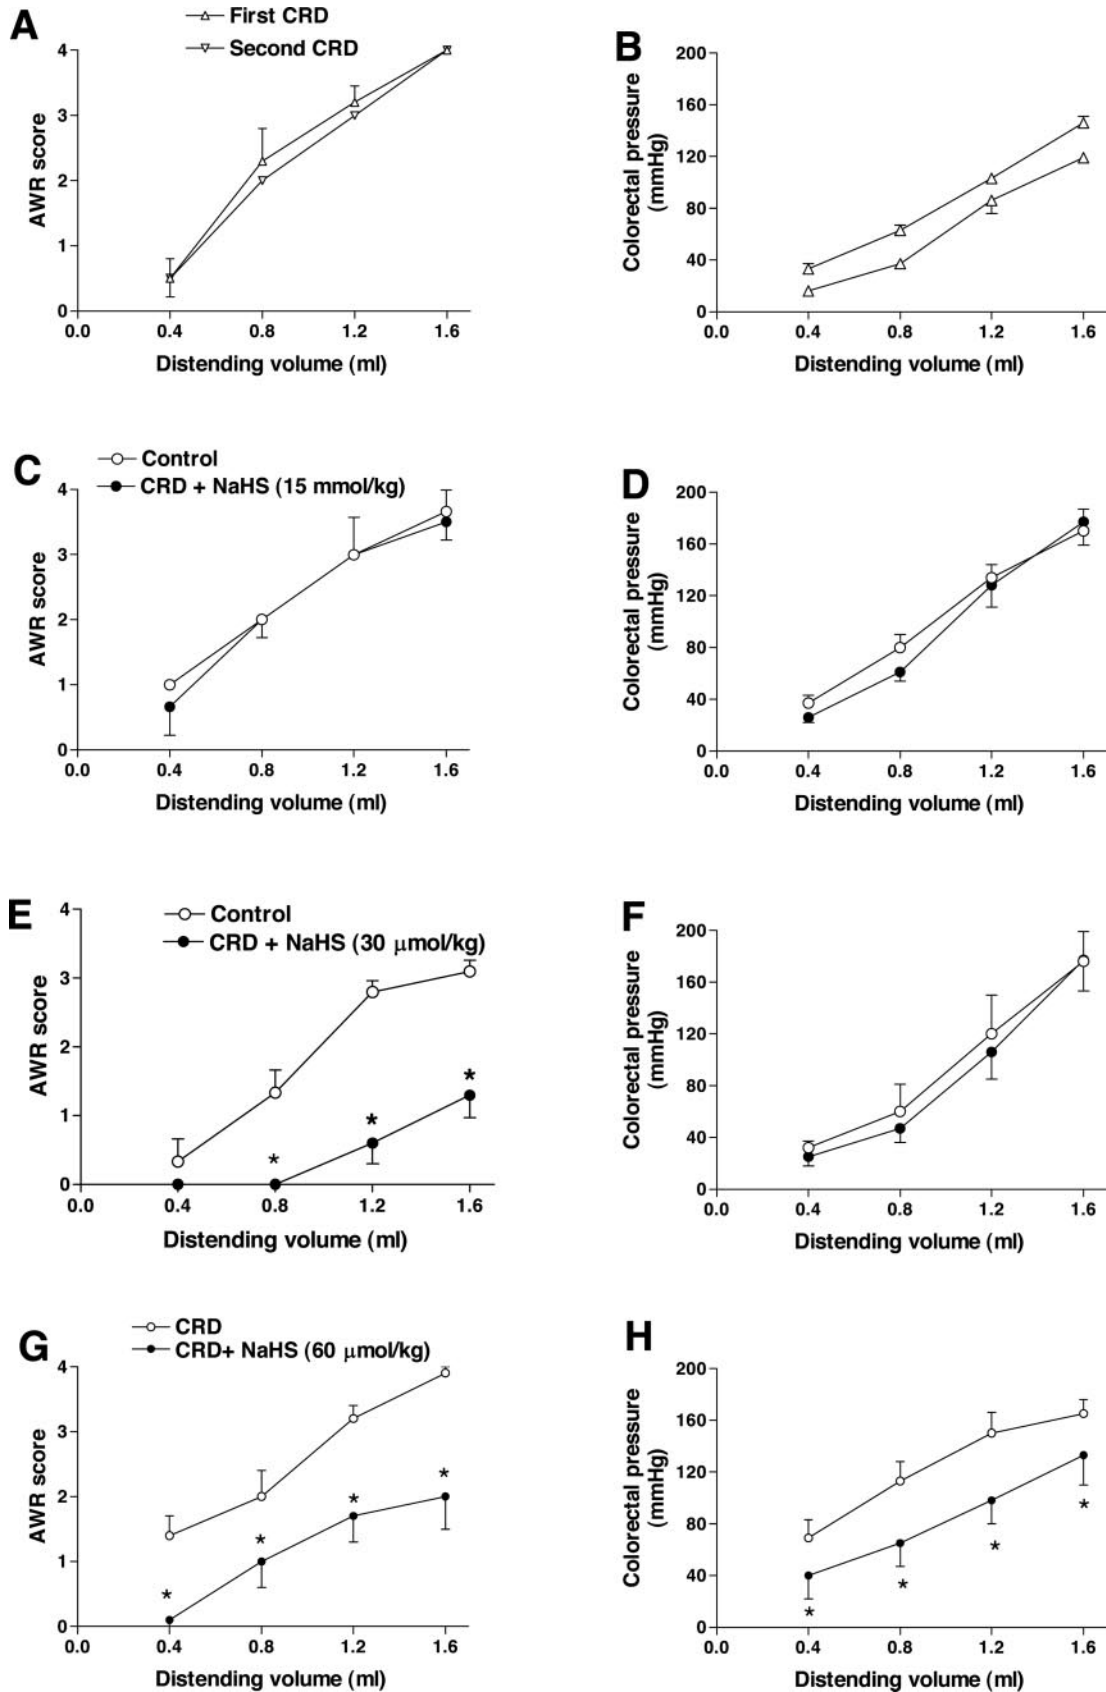 A
First CRD
Second CRD
4
3
2
1
0
AWR score
0.0 0.4 0.8 1.2 1.6
Distending volume (ml)
B
200
160
120
80
40
0
Colorectal pressure
(mmHg)
0.0 0.4 0.8 1.2 1.6
Distending volume (ml)
C
Control
CRD + NaHS (15 mmol/kg)
4
3
2
1
0
AWR score
0.0 0.4 0.8 1.2 1.6
Distending volume (ml)
D
200
160
120
80
40
0
Colorectal pressure
(mmHg)
0.0 0.4 0.8 1.2 1.6
Distending volume (ml)
E
Control
CRD + NaHS (30 μmol/kg)
4
3
2
1
0
AWR score
* * *
0.0 0.4 0.8 1.2 1.6
Distending volume (ml)
F
200
160
120
80
40
0
Colorectal pressure
(mmHg)
0.0 0.4 0.8 1.2 1.6
Distending volume (ml)
G
CRD
CRD+ NaHS (60 μmol/kg)
4
3
2
1
0
AWR score
* * * *
0.0 0.4 0.8 1.2 1.6
Distending volume (ml)
H
200
160
120
80
40
0
Colorectal pressure
(mmHg)
* * * *
0.0 0.4 0.8 1.2 1.6
Distending volume (ml)